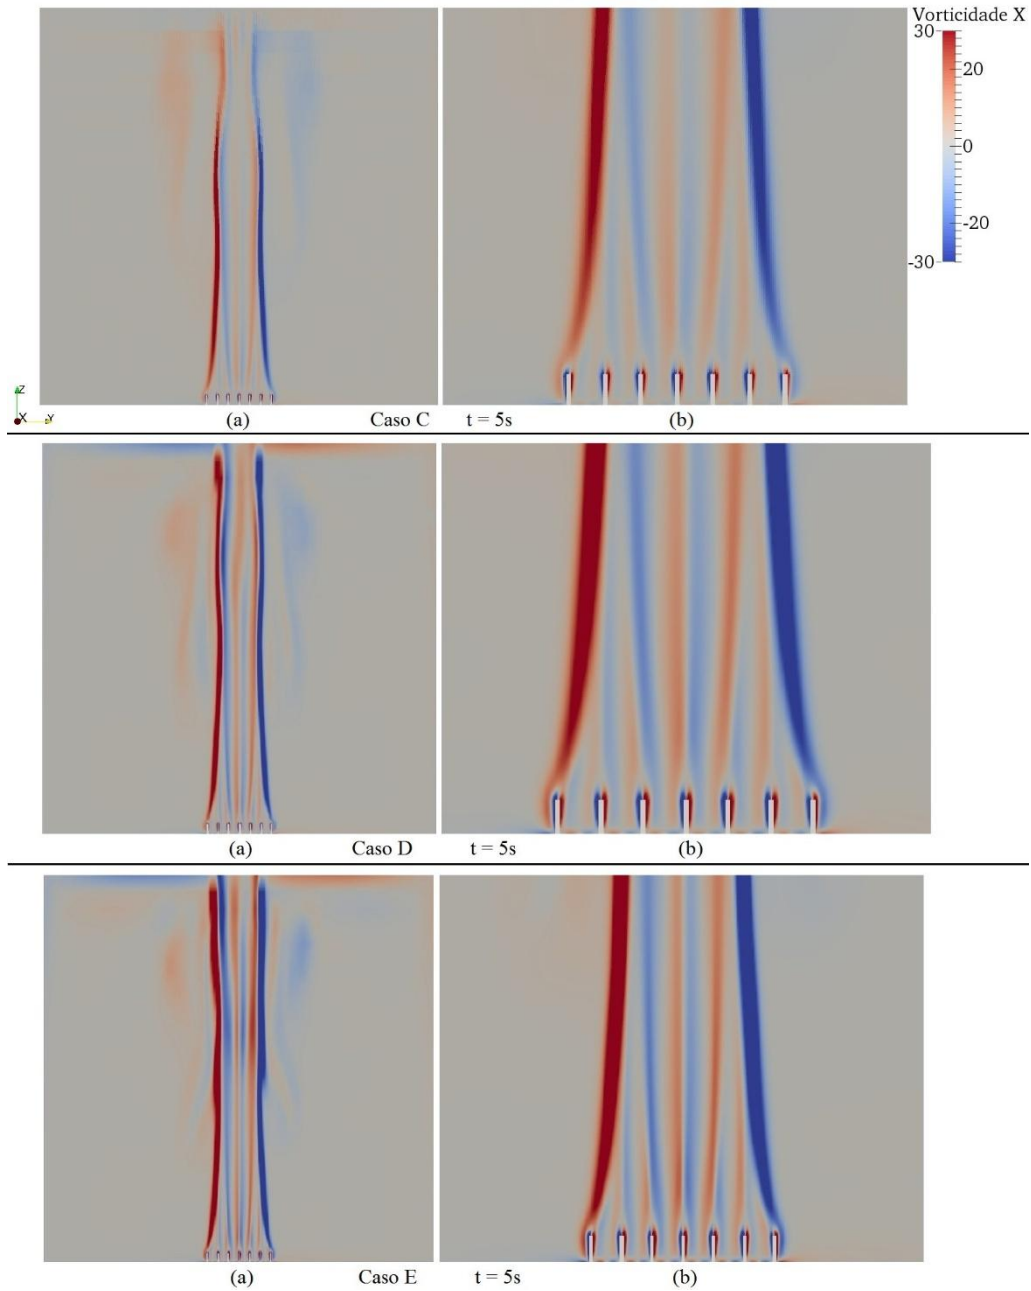 Vorticidade X
30
20
0
-20
-30
Z
X
Y
(a) Caso C t = 5s (b)
(a) Caso D t = 5s (b)
(a) Caso E t = 5s (b)